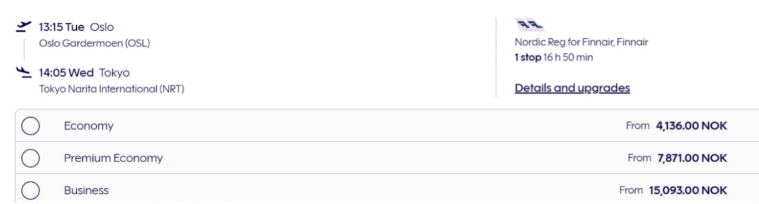 13:15 Tue Oslo
Oslo Gardermoen (OSL)
14:05 Wed Tokyo
Tokyo Narita International (NRT)
Nordic Reg for Finnair, Finnair
1 stop 16 h 50 min
Details and upgrades
Economy From 4,136.00 NOK
Premium Economy From 7,871.00 NOK
Business From 15,093.00 NOK